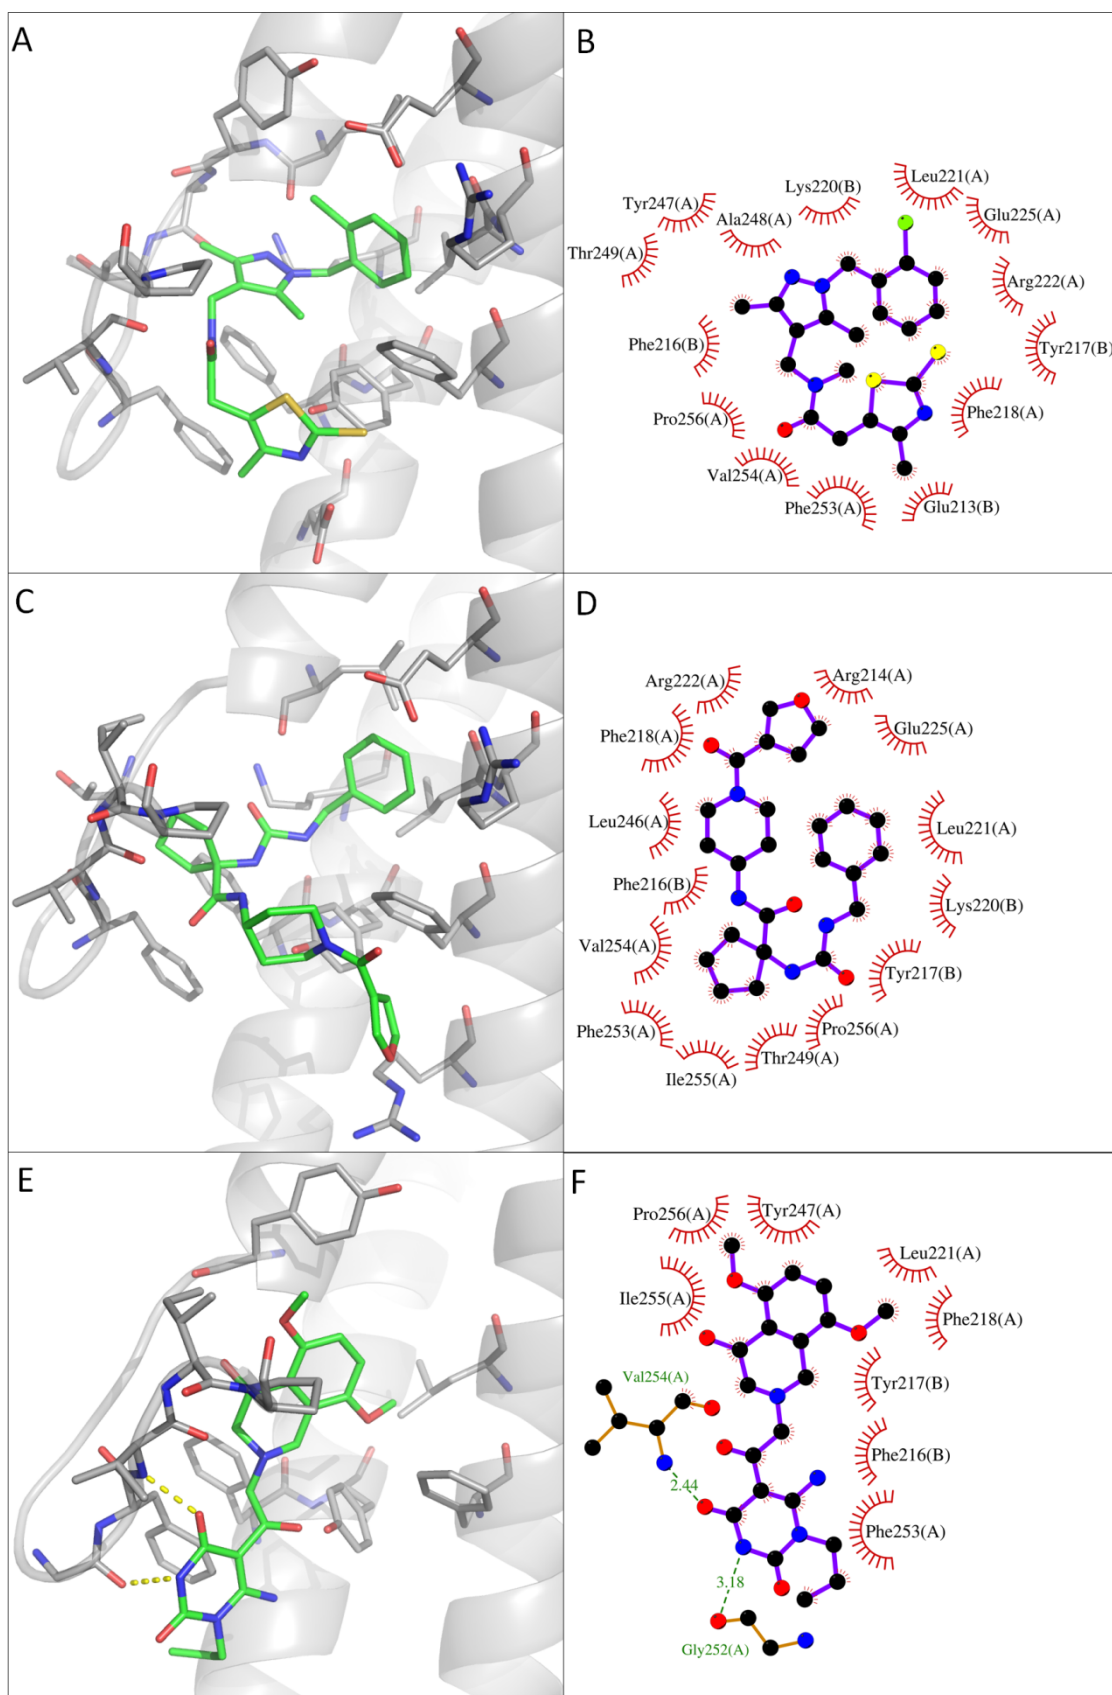 A
B
Leu221(A)
Lys220(B)
Tyr247(A)
Glu225(A)
Ala248(A)
Thr249(A)
Arg222(A)
Phe216(B)
Tyr217(B)
Pro256(A)
Phe218(A)
Val254(A)
Phe253(A)
Glu213(B)
C
D
Arg222(A)
Arg214(A)
Phe218(A)
Glu225(A)
Leu246(A)
Leu221(A)
Phe216(B)
Lys220(B)
Val254(A)
Tyr217(B)
Phe253(A)
Pro256(A)
Thr249(A)
Ile255(A)
E
F
Pro256(A)
Tyr247(A)
Leu221(A)
Ile255(A)
Phe218(A)
Val254(A)
Tyr217(B)
Phe216(B)
2.44
Phe253(A)
3.18
Gly252(A)